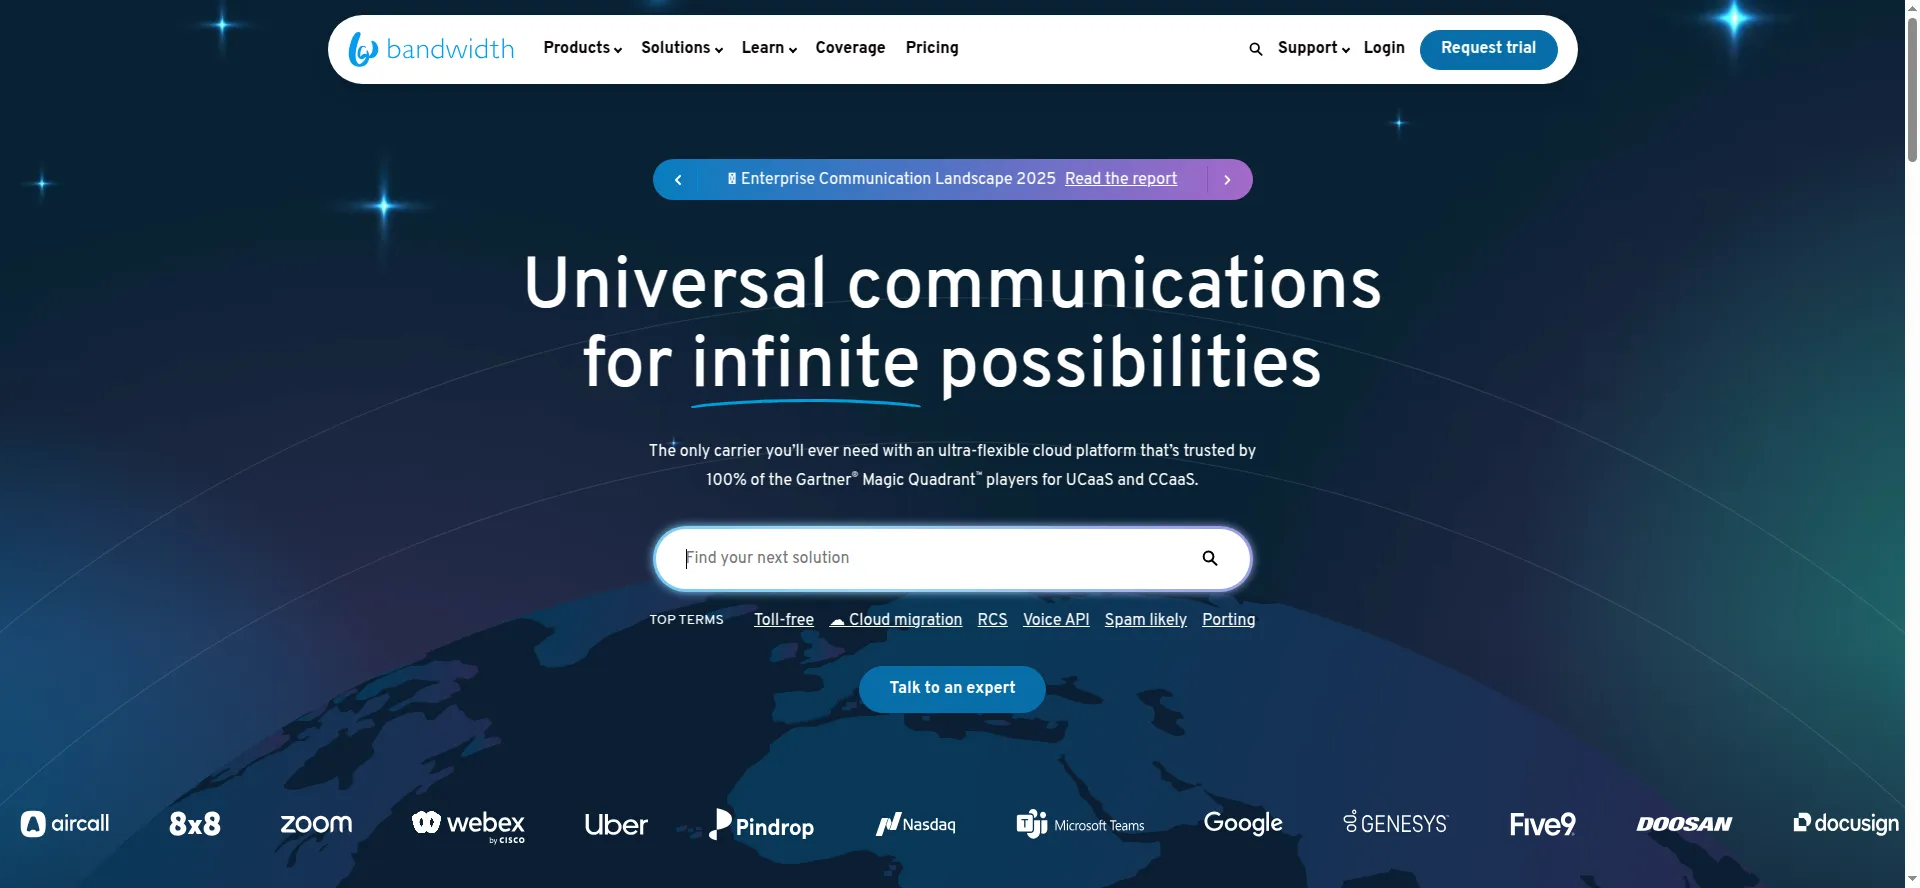 bandwidth
Products Solutions Learn Coverage Pricing Support Login Request trial
Enterprise Communication Landscape 2025 Read the report
Universal communications
for infinite possibilities
The only carrier you'll ever need with an ultra-flexible cloud platform that's trusted by
100% of the Gartner® Magic Quadrant™ players for UCaaS and CCaaS.
Find your next solution
TOP TERMS Toll-free ☁ Cloud migration RCS Voice API Spam likely Porting
Talk to an expert
aircall 8x8 zoom webex by CISCO Uber Pindrop Nasdaq Microsoft Teams Google GENESYS Five9 DOOSAN docusign